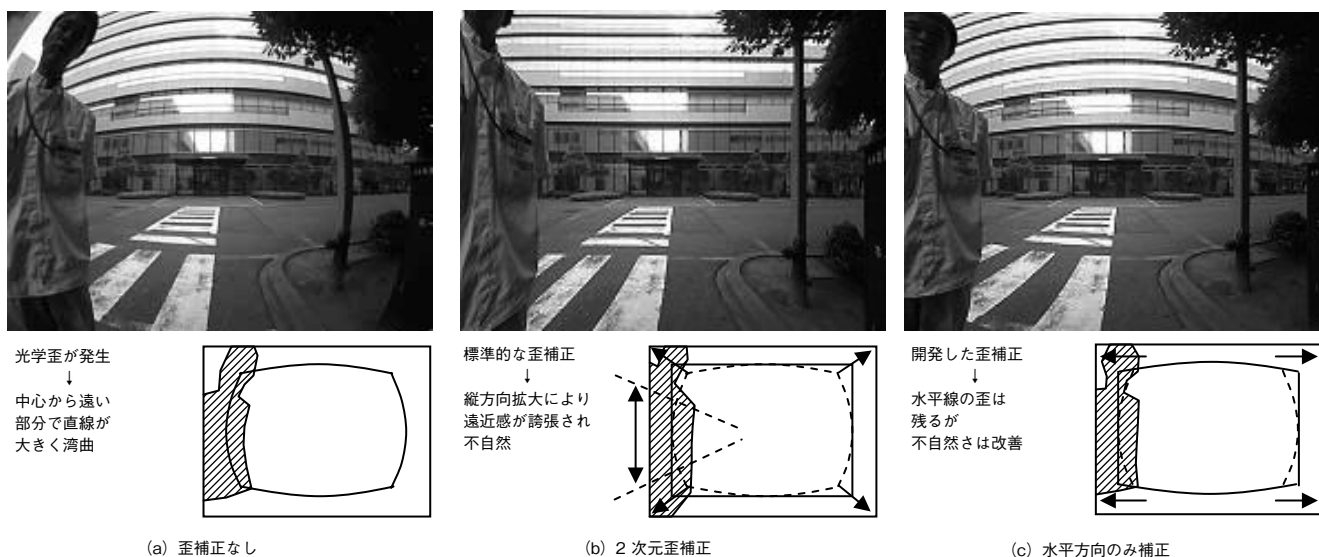 光学歪が発生
↓
中心から遠い
部分で直線が
大きく湾曲
(a) 歪補正なし
標準的な歪補正
↓
縦方向拡大により
遠近感が誇張され
不自然
(b) 2次元歪補正
開発した歪補正
↓
水平線の歪は
残るが
不自然さは改善
(c) 水平方向のみ補正